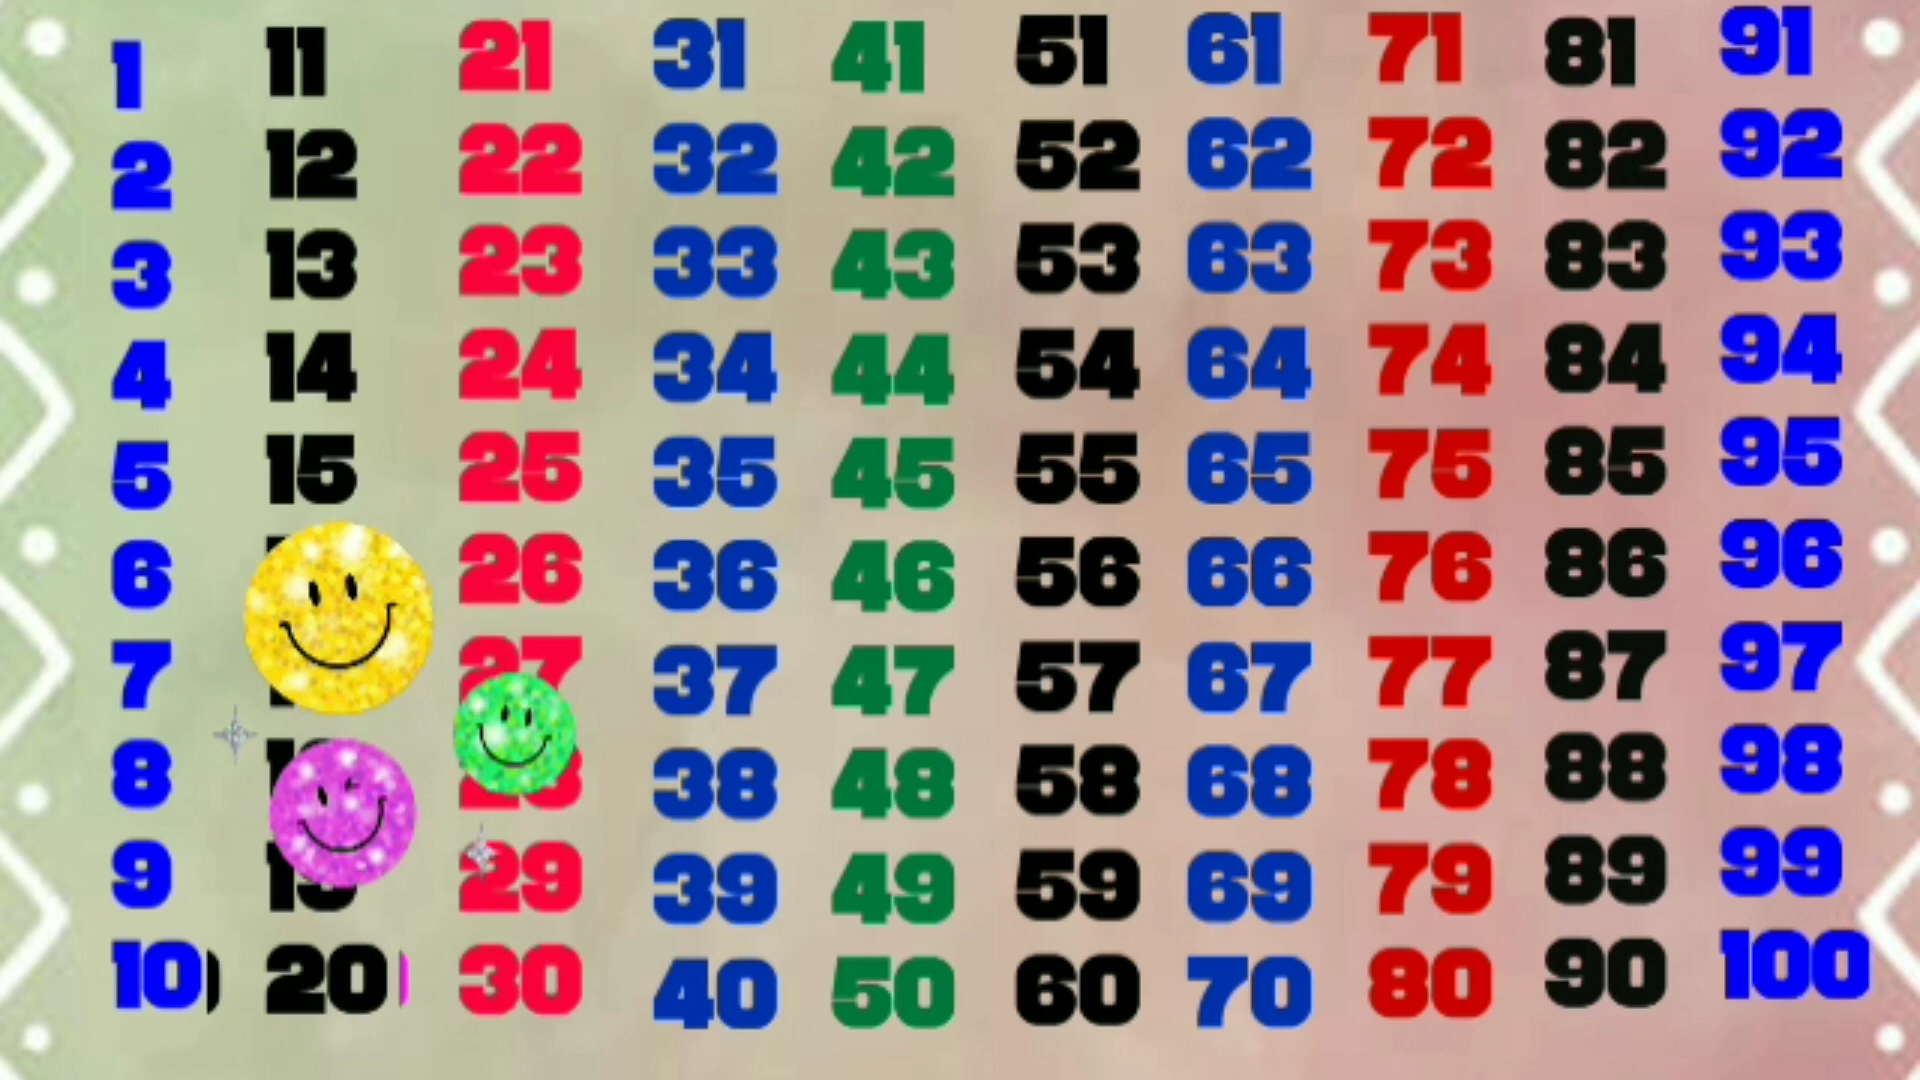 1 11 21 31 41 51 61 71 81 91
2 12 22 32 42 52 62 72 82 92
3 13 23 33 43 53 63 73 83 93
4 14 24 34 44 54 64 74 84 94
5 15 25 35 45 55 65 75 85 95
6 26 36 46 56 66 76 86 96
7 27 37 47 57 67 77 87 97
8 38 48 58 68 78 88 98
9 29 39 49 59 69 79 89 99
10 20 30 40 50 60 70 80 90 100